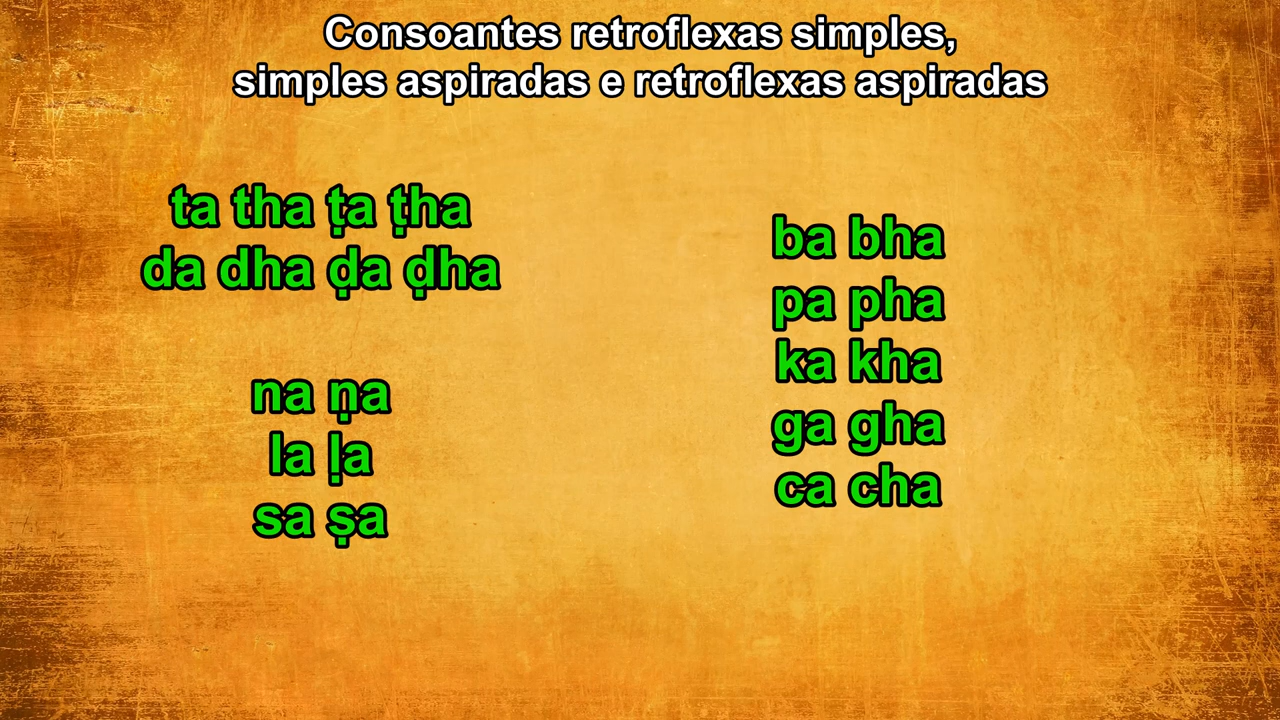 Consoantes retroflexas simples,
simples aspiradas e retroflexas aspiradas
ta tha ṭa ṭha
da dha ḍa ḍha
na ṇa
la ḷa
sa ṣa
ba bha
pa pha
ka kha
ga gha
ca cha